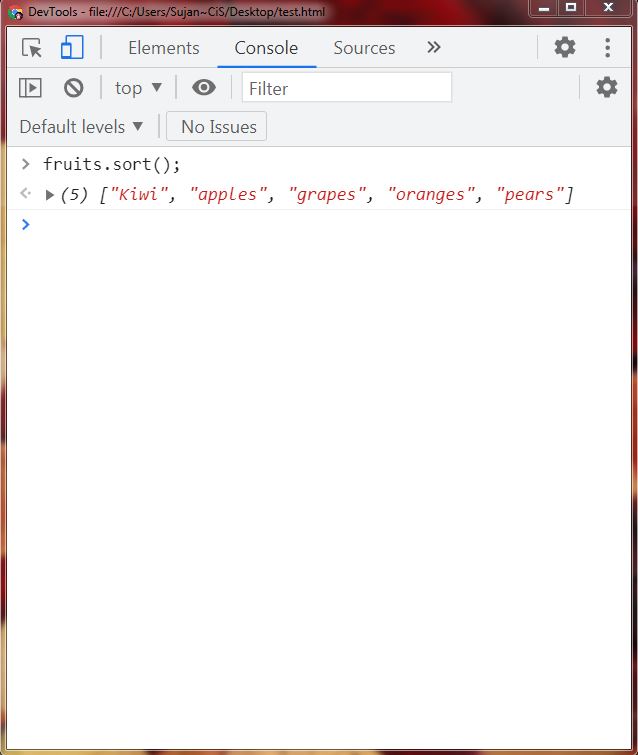 DevTools - file:///C:/Users/Sujan~CiS/Desktop/test.html
Elements Console Sources
top Filter
Default levels No Issues
fruits.sort();
(5) ["Kiwi", "apples", "grapes", "oranges", "pears"]